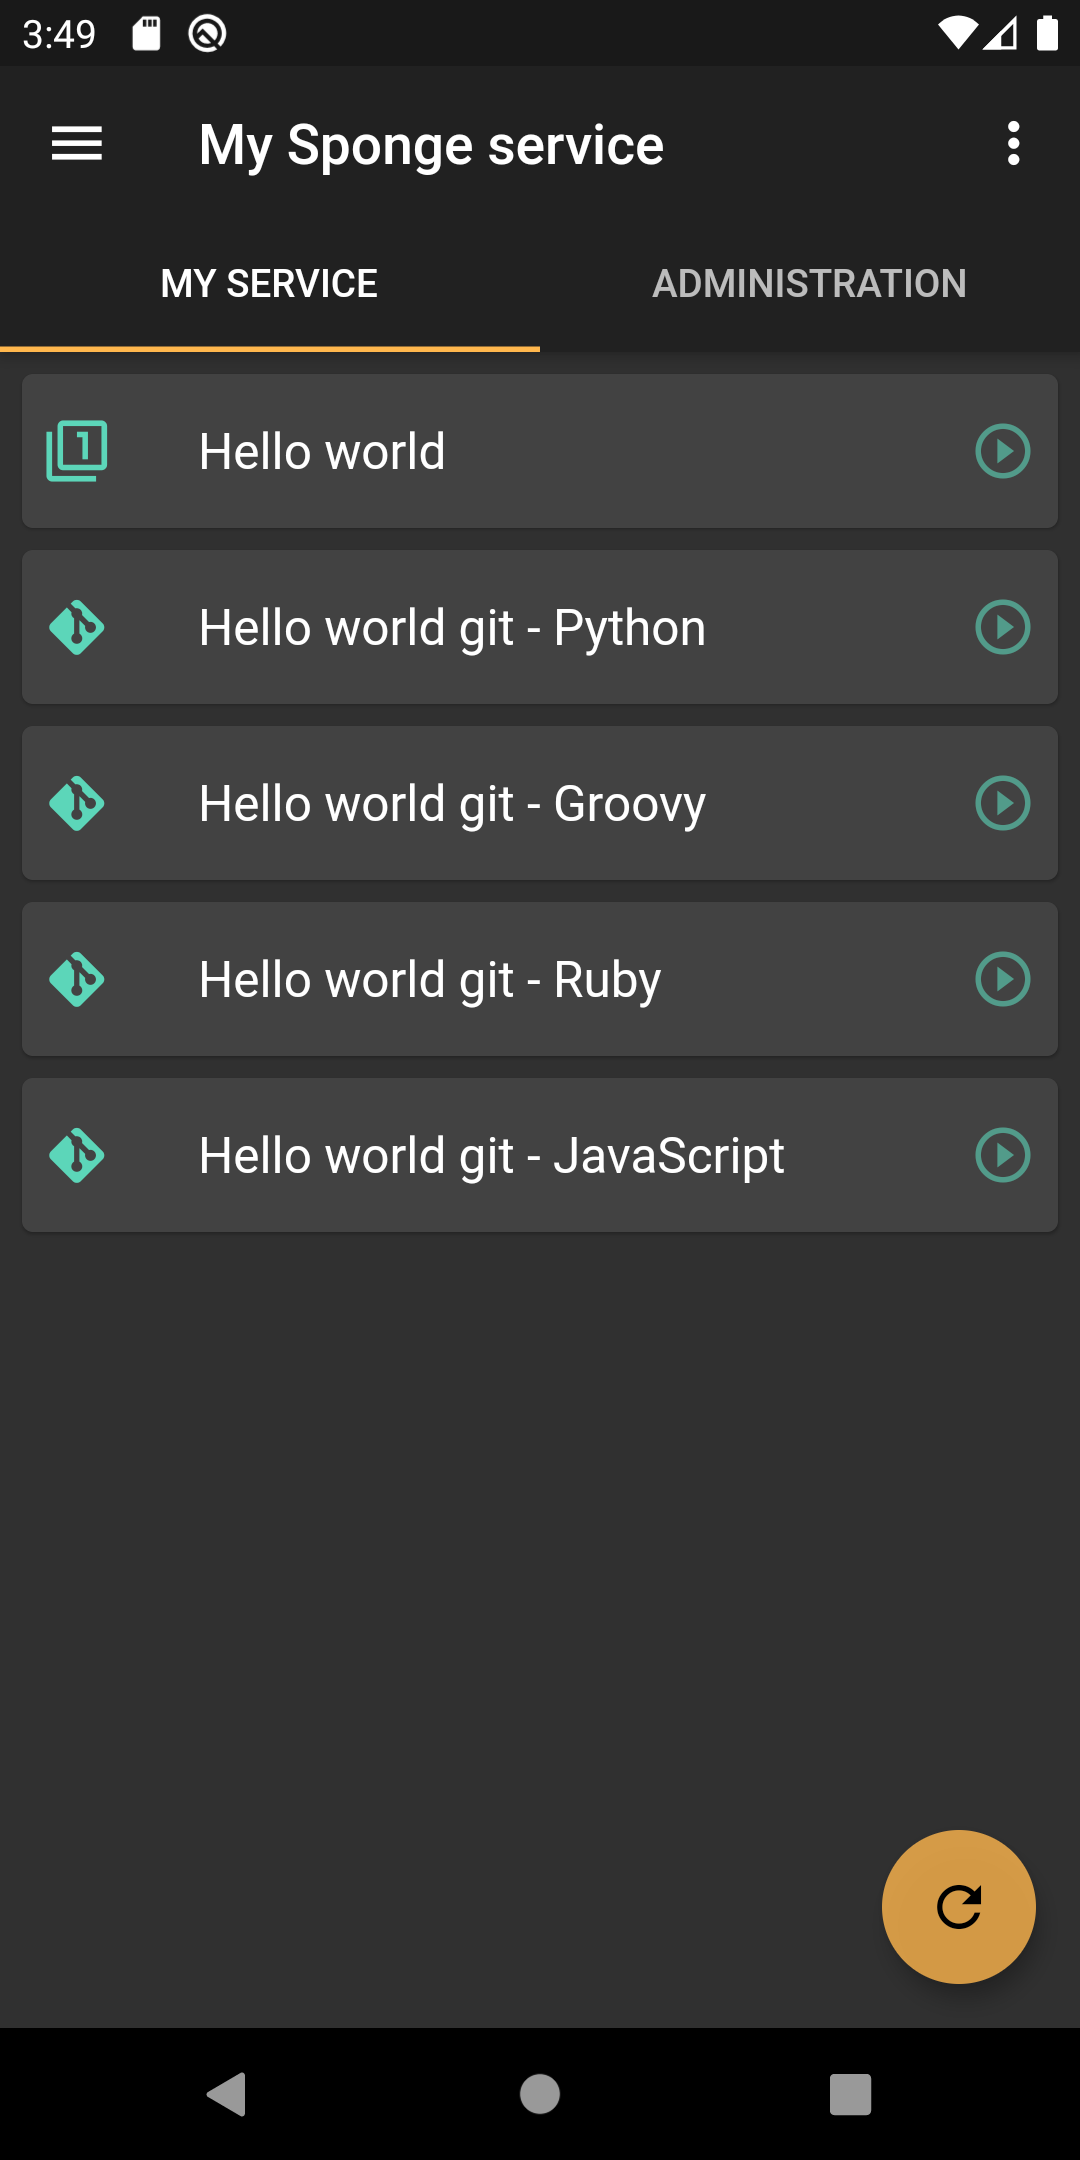 3:49
My Sponge service
MY SERVICE
ADMINISTRATION
1
Hello world
Hello world git - Python
Hello world git - Groovy
Hello world git - Ruby
Hello world git - JavaScript